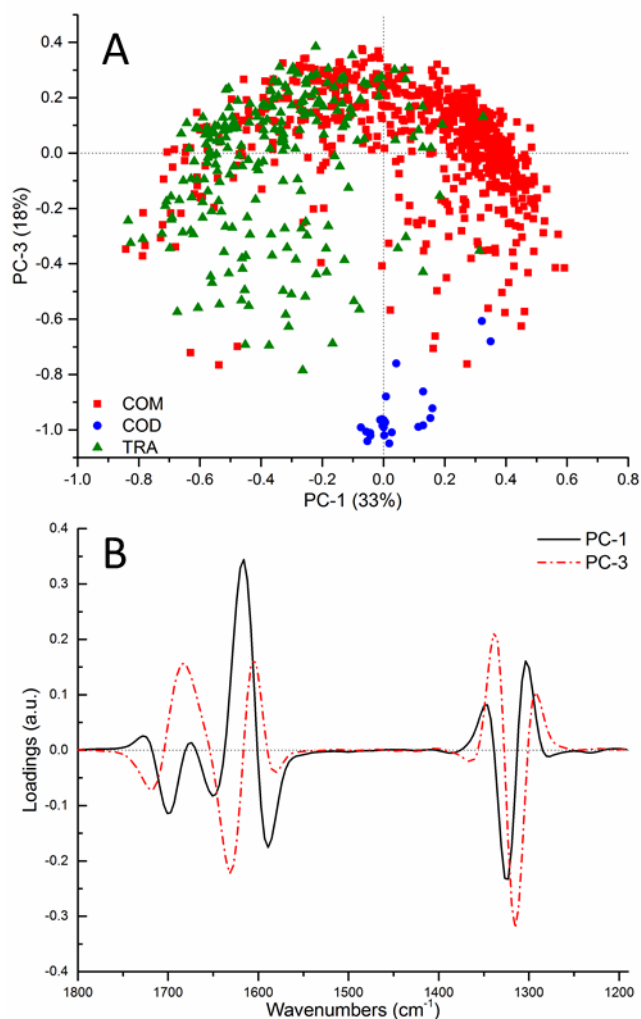 A
0.4
0.2
0.0
-0.2
-0.4
-0.6
-0.8
-1.0
PC-3 (18%)
COM
COD
TRA
-1.0 -0.8 -0.6 -0.4 -0.2 0.0 0.2 0.4 0.6 0.8
PC-1 (33%)
B
PC-1
PC-3
0.4
0.3
0.2
0.1
0.0
-0.1
-0.2
-0.3
-0.4
Loadings (a.u.)
1800 1700 1600 1500 1400 1300 1200
Wavenumbers (cm⁻¹)